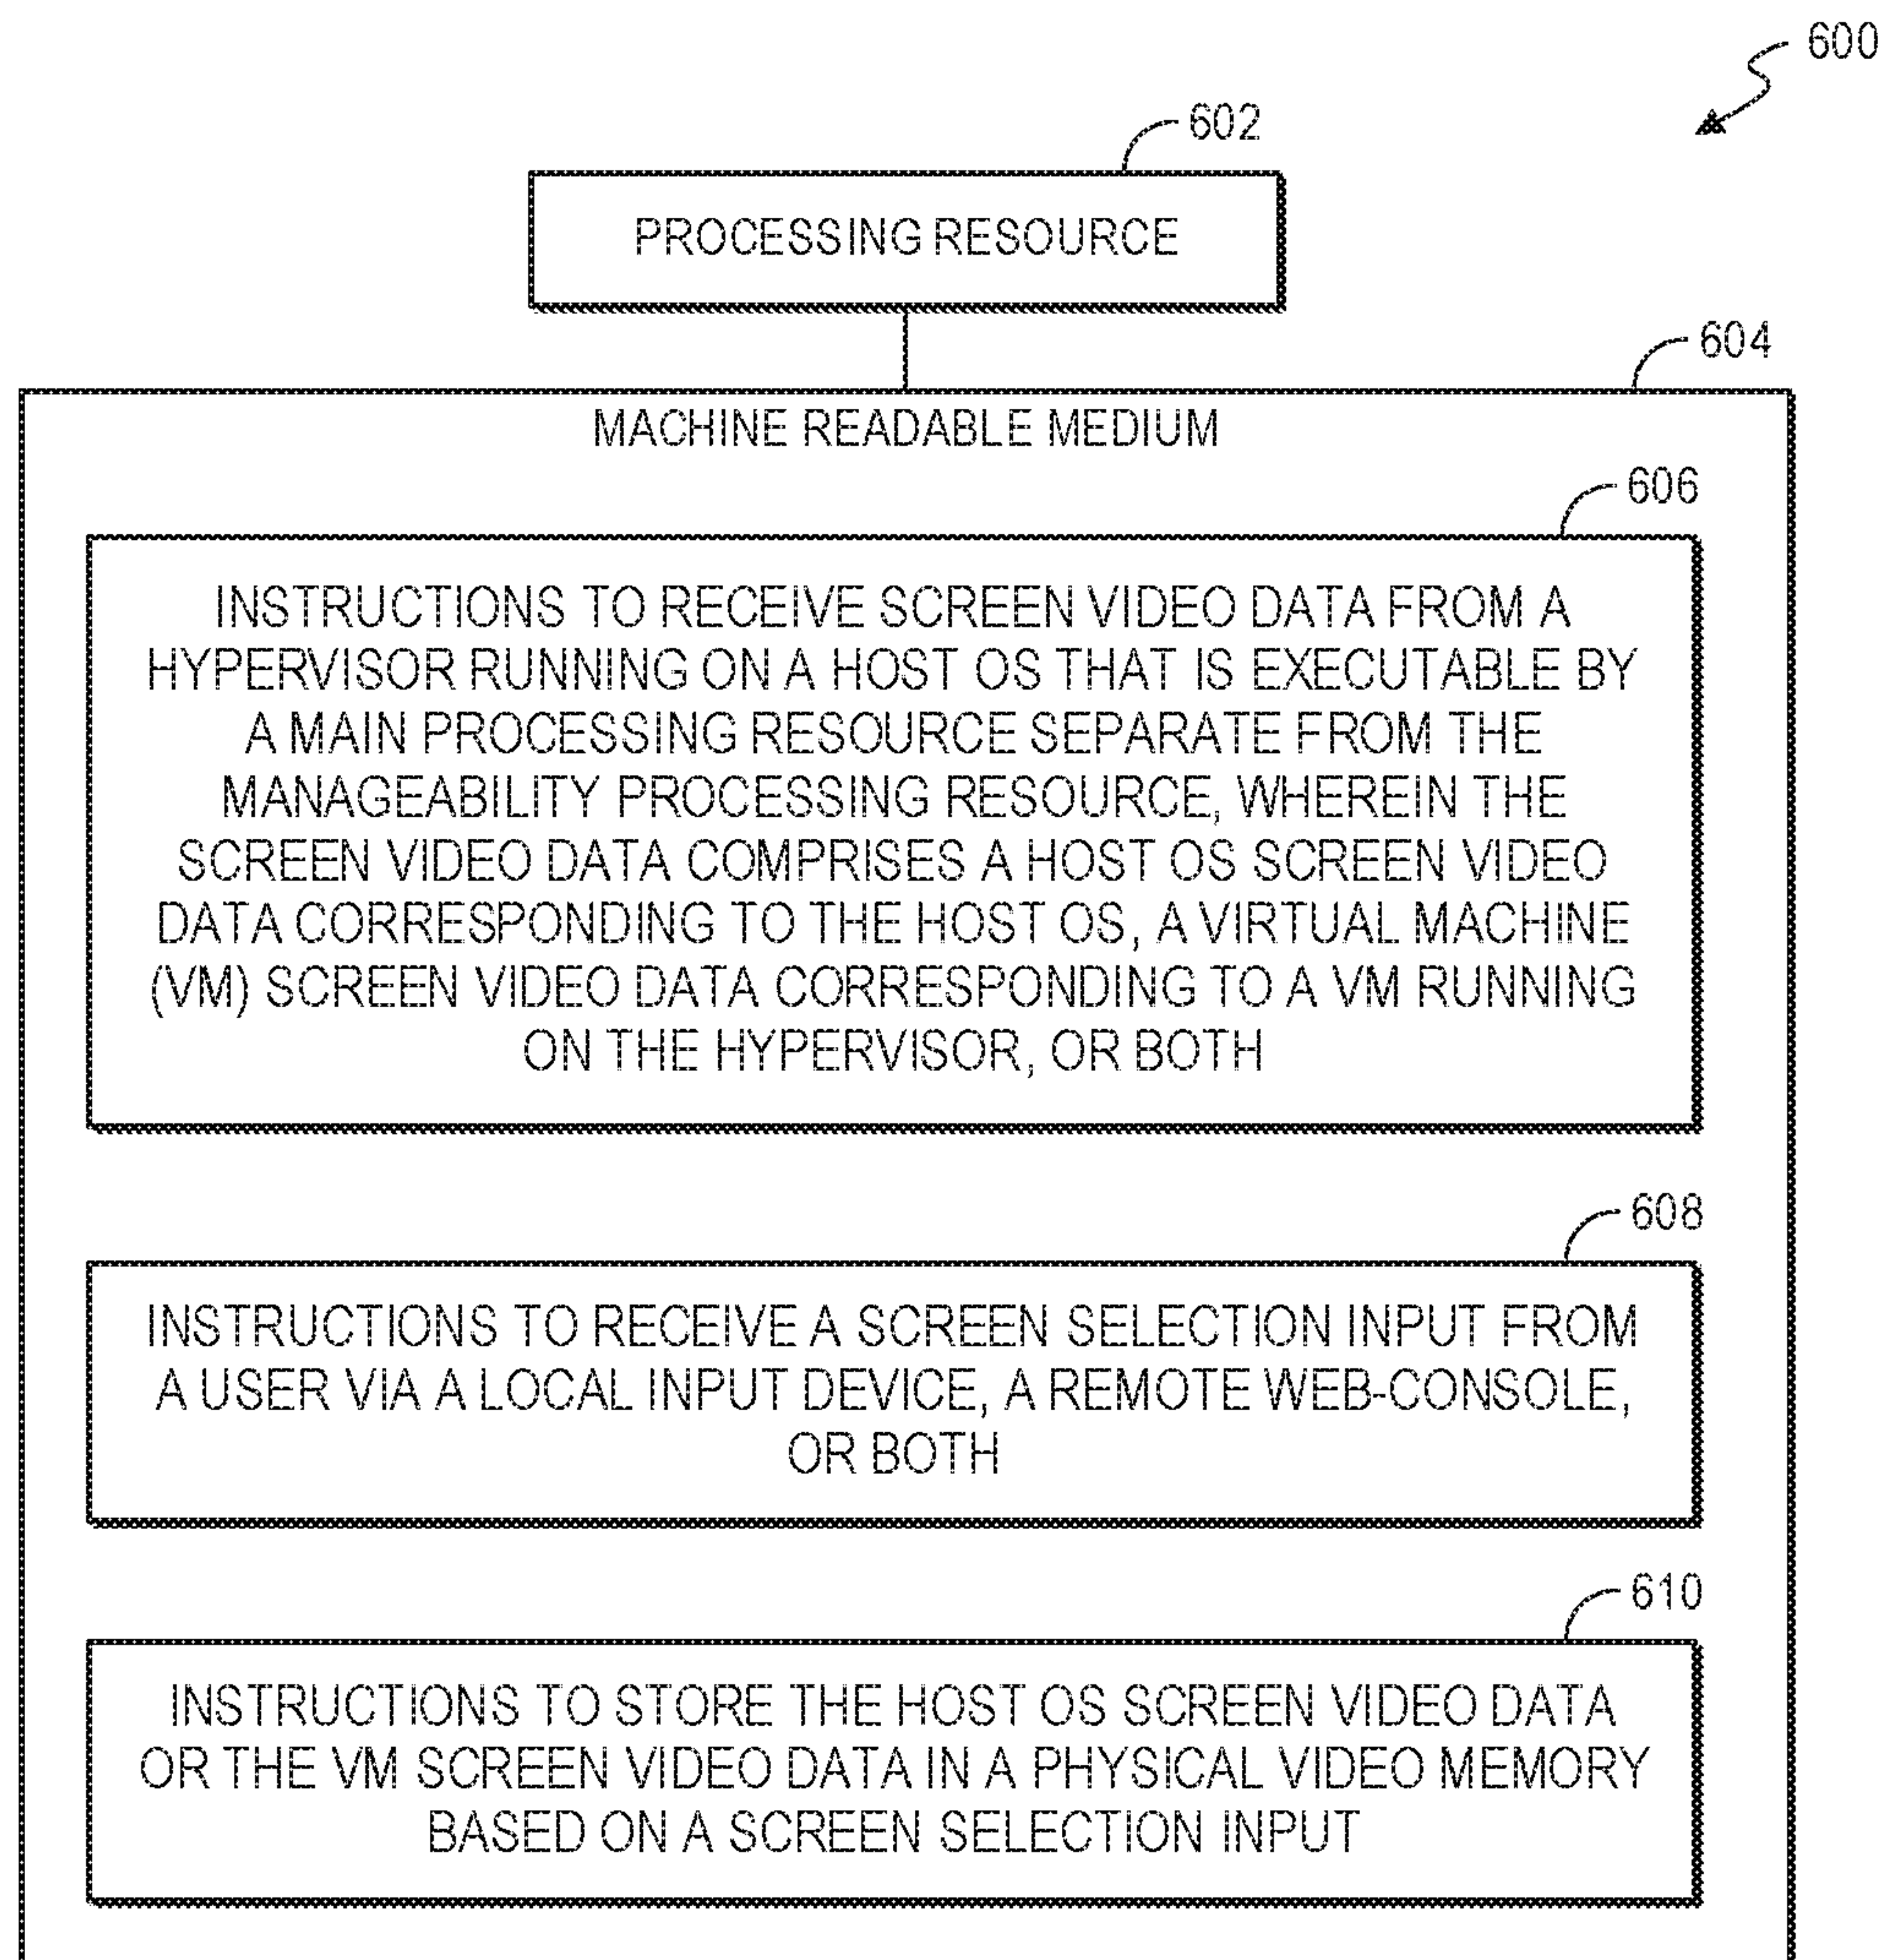 600
602
PROCESSING RESOURCE
604
MACHINE READABLE MEDIUM
606
INSTRUCTIONS TO RECEIVE SCREEN VIDEO DATA FROM A
HYPERVISOR RUNNING ON A HOST OS THAT IS EXECUTABLE BY
A MAIN PROCESSING RESOURCE SEPARATE FROM THE
MANAGEABILITY PROCESSING RESOURCE, WHEREIN THE
SCREEN VIDEO DATA COMPRISES A HOST OS SCREEN VIDEO
DATA CORRESPONDING TO THE HOST OS, A VIRTUAL MACHINE
(VM) SCREEN VIDEO DATA CORRESPONDING TO A VM RUNNING
ON THE HYPERVISOR, OR BOTH
608
INSTRUCTIONS TO RECEIVE A SCREEN SELECTION INPUT FROM
A USER VIA A LOCAL INPUT DEVICE, A REMOTE WEB-CONSOLE,
OR BOTH
610
INSTRUCTIONS TO STORE THE HOST OS SCREEN VIDEO DATA
OR THE VM SCREEN VIDEO DATA IN A PHYSICAL VIDEO MEMORY
BASED ON A SCREEN SELECTION INPUT